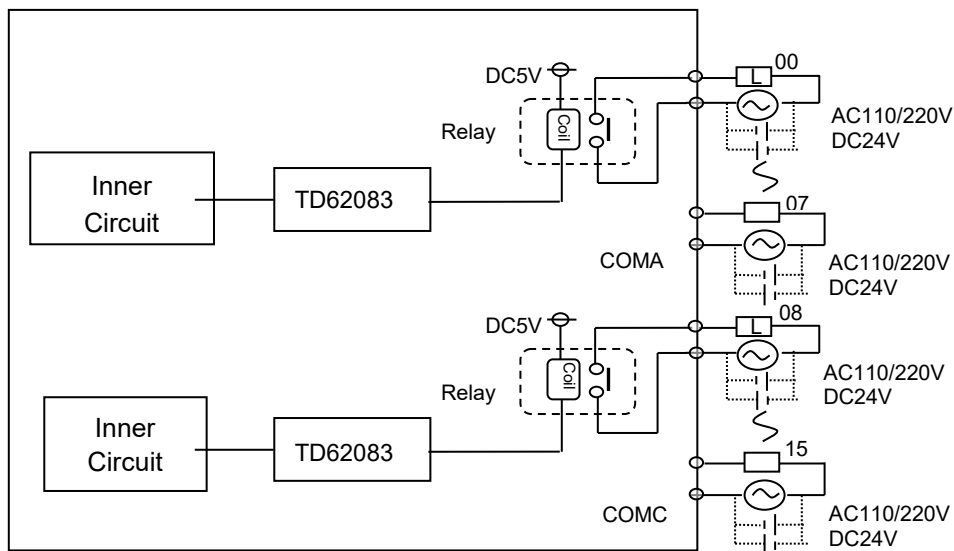 00
L
DC5V
AC110/220V
DC24V
Coil
Relay
Inner
Circuit
TD62083
07
COMA
AC110/220V
DC24V
08
L
DC5V
AC110/220V
DC24V
Coil
Relay
Inner
Circuit
TD62083
15
COMC
AC110/220V
DC24V